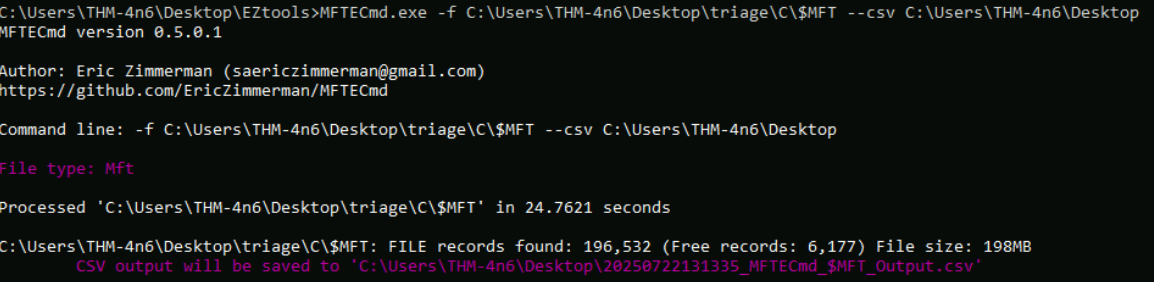 C:\Users\THM-4n6\Desktop\EZtools>MFTECmd.exe -f C:\Users\THM-4n6\Desktop\triage\C\$MFT --csv C:\Users\THM-4n6\Desktop
MFTECmd version 0.5.0.1
Author: Eric Zimmerman (saericzimmerman@gmail.com)
https://github.com/EricZimmerman/MFTECmd
Command line: -f C:\Users\THM-4n6\Desktop\triage\C\$MFT --csv C:\Users\THM-4n6\Desktop
File type: Mft
Processed 'C:\Users\THM-4n6\Desktop\triage\C\$MFT' in 24.7621 seconds
C:\Users\THM-4n6\Desktop\triage\C\$MFT: FILE records found: 196,532 (Free records: 6,177) File size: 198MB
CSV output will be saved to 'C:\Users\THM-4n6\Desktop\20250722131335_MFTECmd_$MFT_Output.csv'